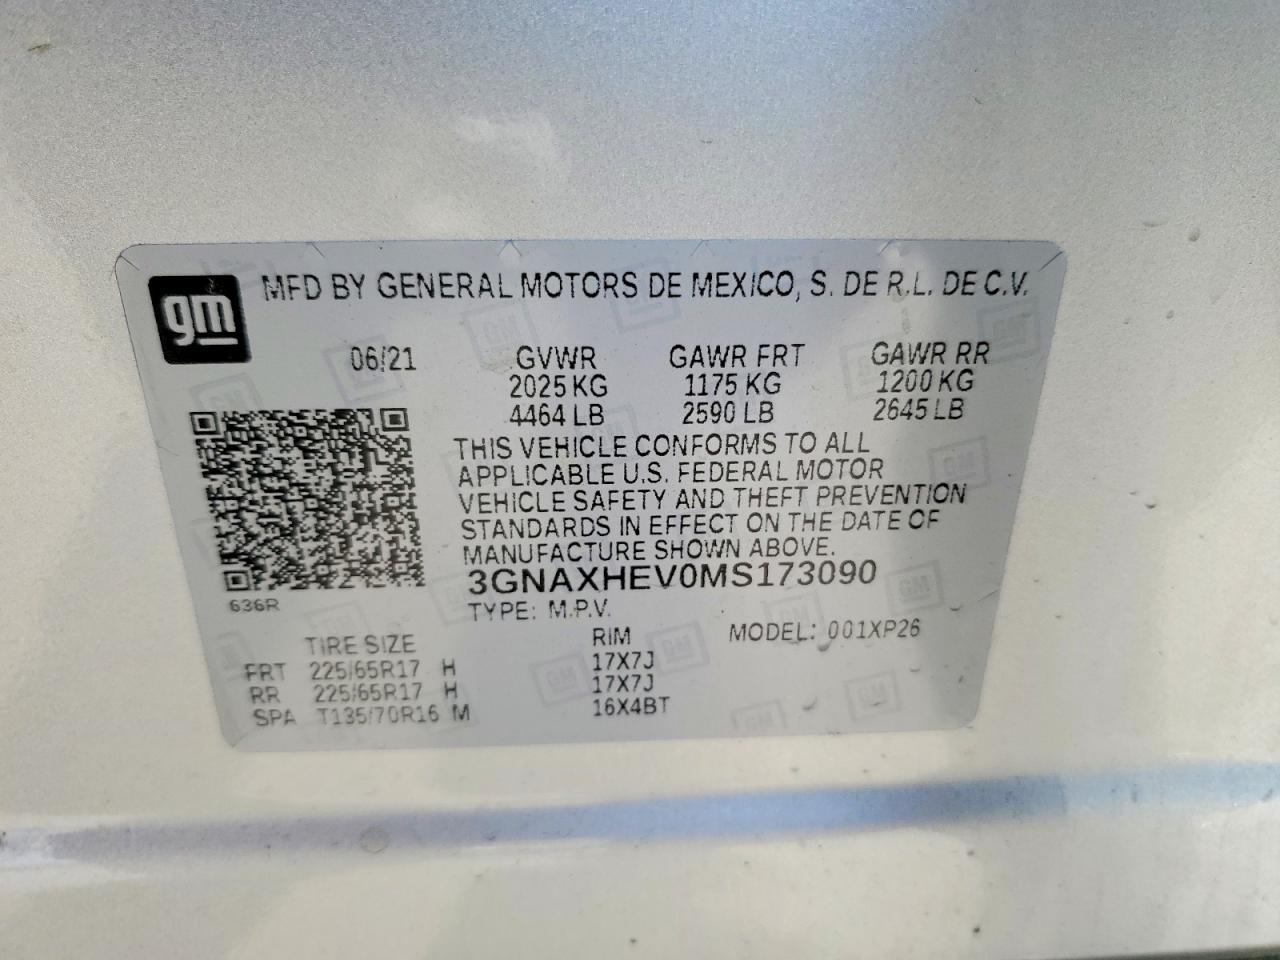 gm MFD BY GENERAL MOTORS DE MEXICO, S. DE R.L. DE C.V.
06/21 GVWR GAWR FRT GAWR RR
2025 KG 1175 KG 1200 KG
4464 LB 2590 LB 2645 LB
THIS VEHICLE CONFORMS TO ALL
APPLICABLE U.S. FEDERAL MOTOR
VEHICLE SAFETY AND THEFT PREVENTION
STANDARDS IN EFFECT ON THE DATE OF
MANUFACTURE SHOWN ABOVE.
3GNAXHEV0MS173090
636R
TYPE: M.P.V.
TIRE SIZE RIM MODEL: 001XP26
FRT 225/65R17 H 17X7J
RR 225/65R17 H 17X7J
SPA T135/70R16 M 16X4BT